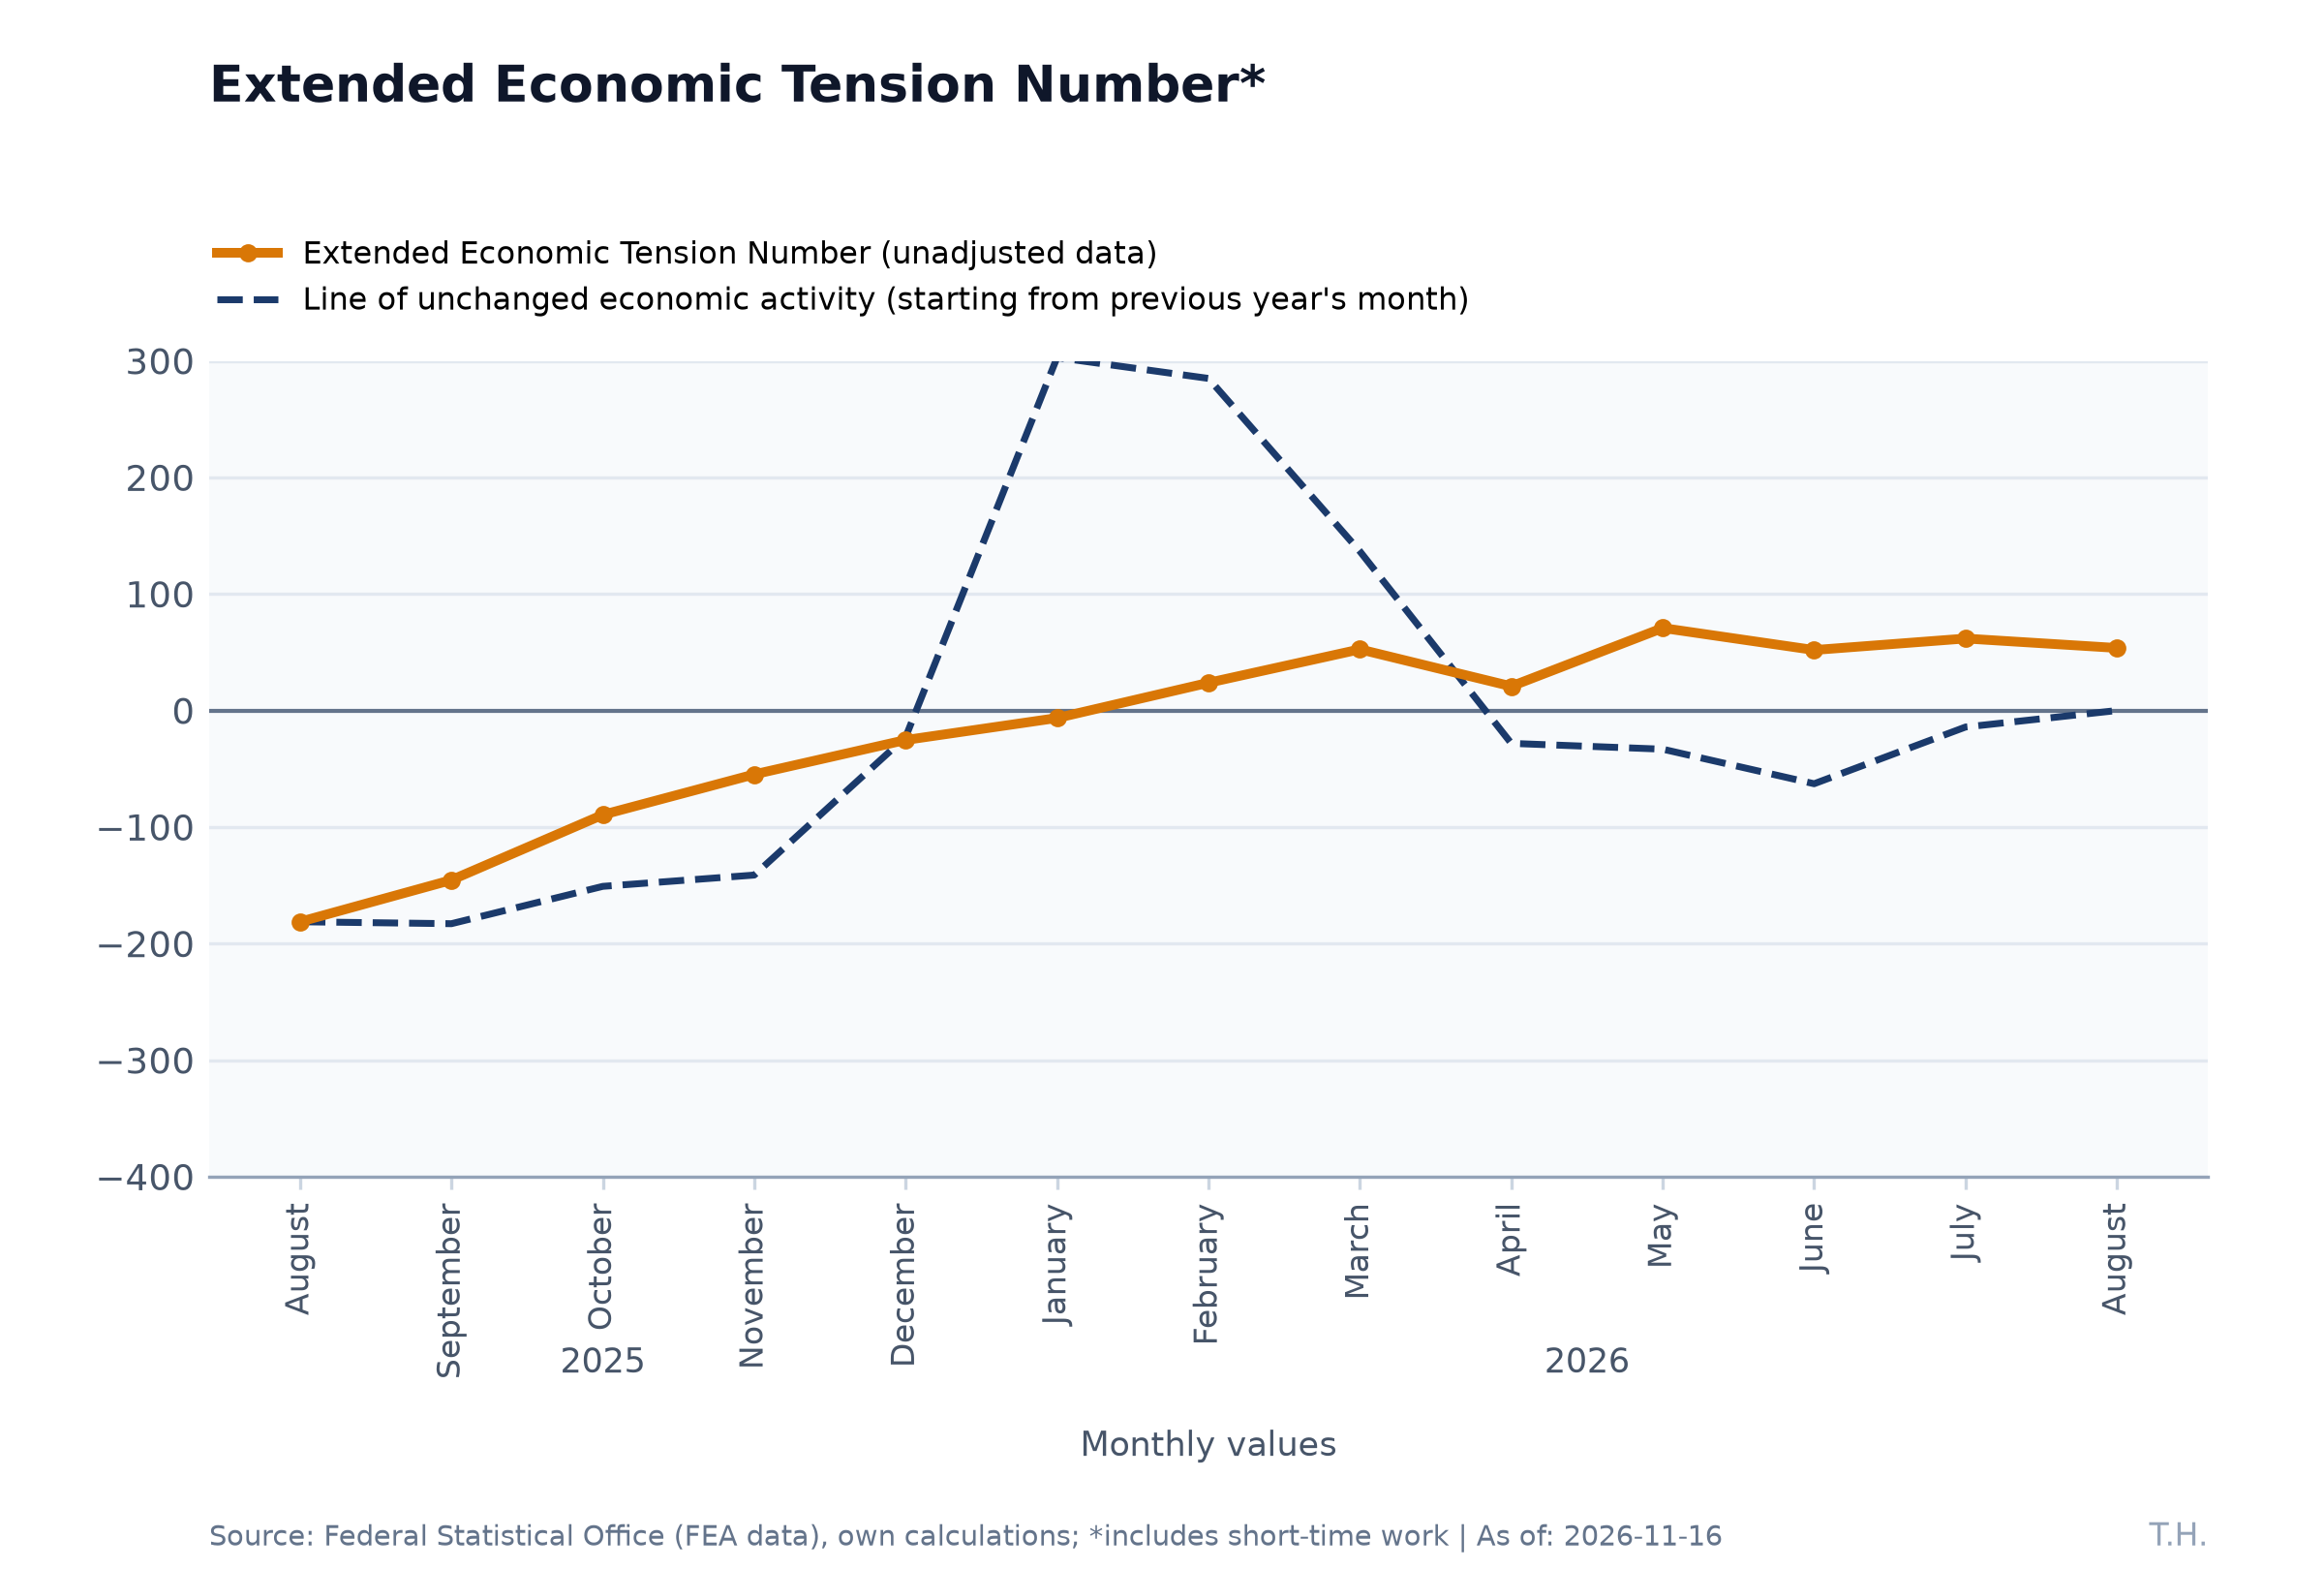 Extended Economic Tension Number*
Extended Economic Tension Number (unadjusted data)
Line of unchanged economic activity (starting from previous year's month)
300
200
100
0
−100
−200
−300
−400
August
September
October
November
December
January
February
March
April
May
June
July
August
2025
2026
Monthly values
Source: Federal Statistical Office (FEA data), own calculations; *includes short-time work | As of: 2026-11-16
T.H.